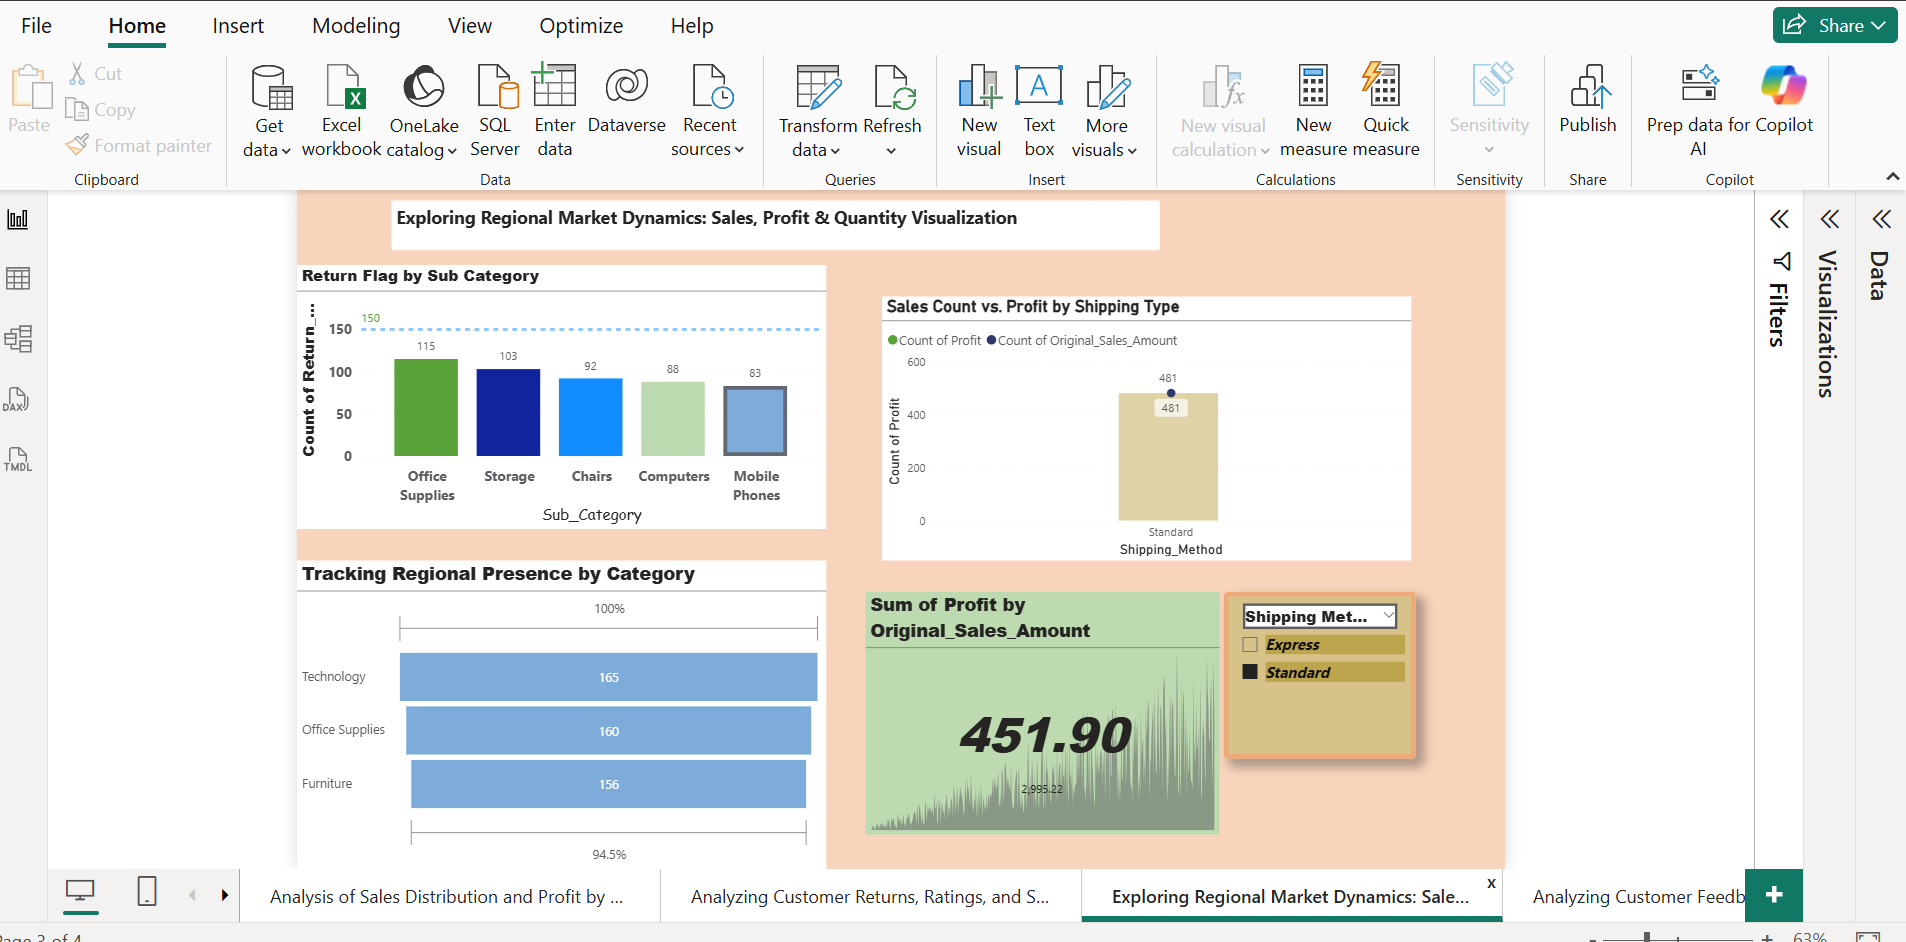 File Home Insert Modeling View Optimize Help Share
Paste
Cut
Copy
Format painter
Clipboard
Get data
Excel workbook
OneLake catalog
SQL Server
Enter data
Dataverse
Recent sources
Data
Transform data
Refresh
Queries
New visual
Text box
More visuals
Insert
New visual calculation
New measure
Quick measure
Calculations
Sensitivity
Sensitivity
Publish
Share
Prep data for AI
Copilot
Copilot
DAX
TMDL
Exploring Regional Market Dynamics: Sales, Profit & Quantity Visualization
Return Flag by Sub Category
Count of Return_...
150
100
50
0
150
115
103
92
88
83
Office Supplies
Storage
Chairs
Computers
Mobile Phones
Sub_Category
Sales Count vs. Profit by Shipping Type
Count of Profit Count of Original_Sales_Amount
Count of Profit
600
400
200
0
481
481
Standard
Shipping_Method
Tracking Regional Presence by Category
100%
Technology 165
Office Supplies 160
Furniture 156
94.5%
Sum of Profit by
Original_Sales_Amount
451.90
2,995.22
Shipping Met...
Express
Standard
Filters
Visualizations
Data
Analysis of Sales Distribution and Profit by ...
Analyzing Customer Returns, Ratings, and S...
Exploring Regional Market Dynamics: Sale...
x
Analyzing Customer Feedb
+
Page 3 of 4
- + 63%